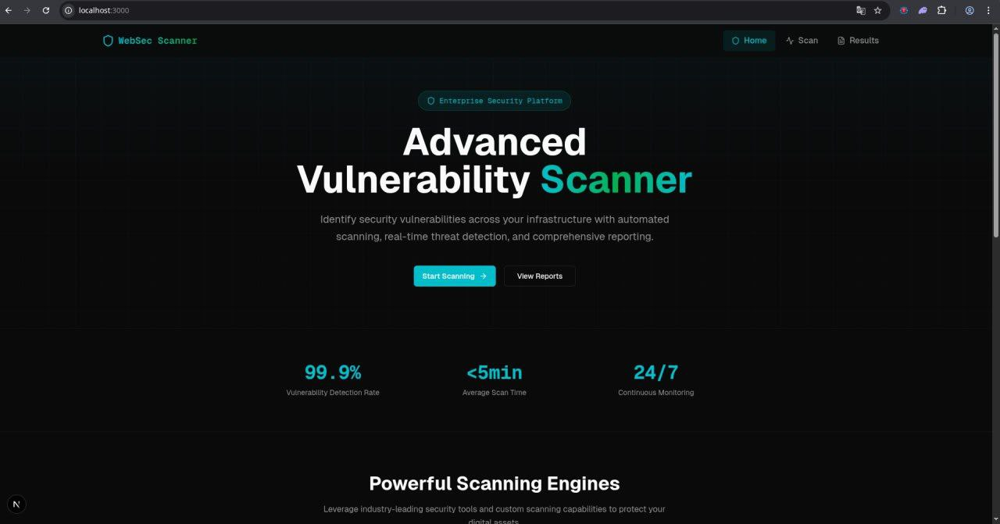 localhost:3000
WebSec Scanner
Home
Scan
Results
Enterprise Security Platform
Advanced
Vulnerability Scanner
Identify security vulnerabilities across your infrastructure with automated
scanning, real-time threat detection, and comprehensive reporting.
Start Scanning →
View Reports
99.9%
Vulnerability Detection Rate
<5min
Average Scan Time
24/7
Continuous Monitoring
Powerful Scanning Engines
Leverage industry-leading security tools and custom scanning capabilities to protect your
digital assets.
N